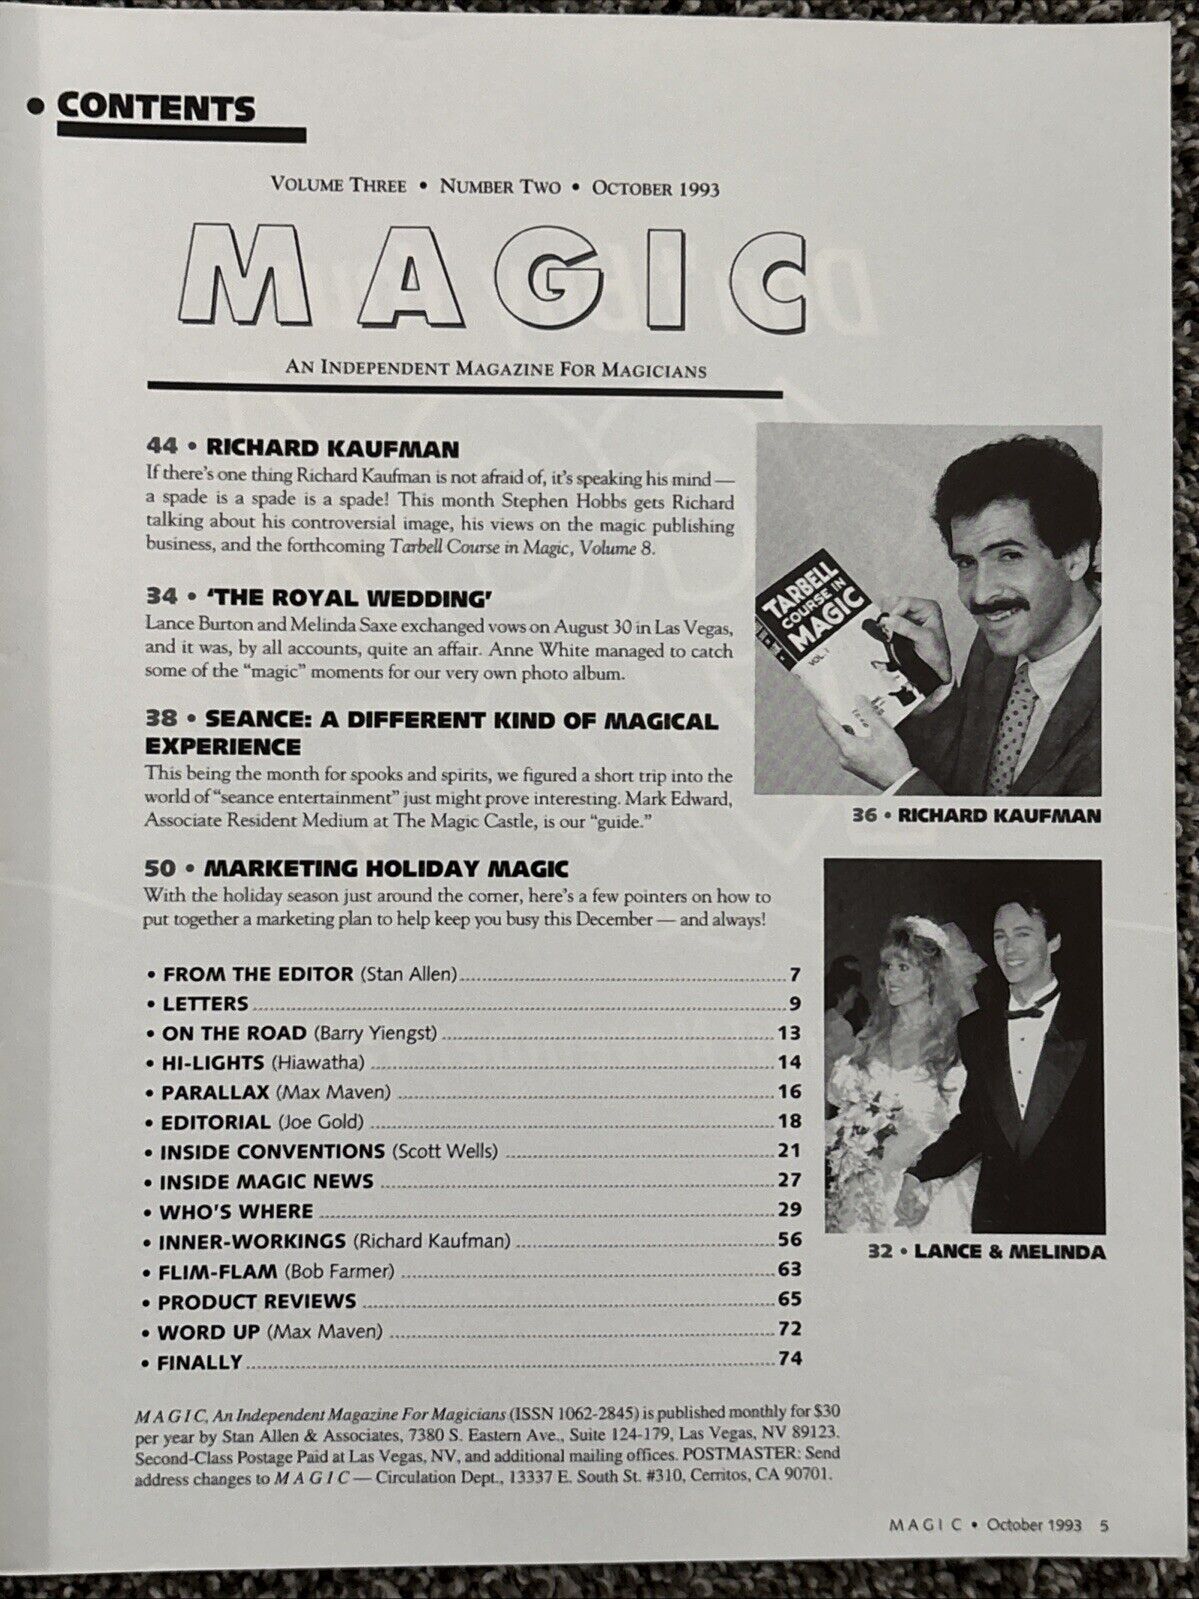 • CONTENTS
VOLUME THREE • NUMBER TWO • OCTOBER 1993
MAGIC
AN INDEPENDENT MAGAZINE FOR MAGICIANS
44 • RICHARD KAUFMAN
If there's one thing Richard Kaufman is not afraid of, it's speaking his mind —
a spade is a spade is a spade! This month Stephen Hobbs gets Richard
talking about his controversial image, his views on the magic publishing
business, and the forthcoming Tarbell Course in Magic, Volume 8.
34 • 'THE ROYAL WEDDING'
Lance Burton and Melinda Saxe exchanged vows on August 30 in Las Vegas,
and it was, by all accounts, quite an affair. Anne White managed to catch
some of the "magic" moments for our very own photo album.
38 • SEANCE: A DIFFERENT KIND OF MAGICAL
EXPERIENCE
This being the month for spooks and spirits, we figured a short trip into the
world of "seance entertainment" just might prove interesting. Mark Edward,
Associate Resident Medium at The Magic Castle, is our "guide."
50 • MARKETING HOLIDAY MAGIC
With the holiday season just around the corner, here's a few pointers on how to
put together a marketing plan to help keep you busy this December — and always!
• FROM THE EDITOR (Stan Allen) 7
• LETTERS 9
• ON THE ROAD (Barry Yiengst) 13
• HI-LIGHTS (Hiawatha) 14
• PARALLAX (Max Maven) 16
• EDITORIAL (Joe Gold) 18
• INSIDE CONVENTIONS (Scott Wells) 21
• INSIDE MAGIC NEWS 27
• WHO'S WHERE 29
• INNER-WORKINGS (Richard Kaufman) 56
• FLIM-FLAM (Bob Farmer) 63
• PRODUCT REVIEWS 65
• WORD UP (Max Maven) 72
• FINALLY 74
TARBELL
COURSE IN
MAGIC
VOL. 1
36 • RICHARD KAUFMAN
32 • LANCE & MELINDA
MAGIC, An Independent Magazine For Magicians (ISSN 1062-2845) is published monthly for $30
per year by Stan Allen & Associates, 7380 S. Eastern Ave., Suite 124-179, Las Vegas, NV 89123.
Second-Class Postage Paid at Las Vegas, NV, and additional mailing offices. POSTMASTER: Send
address changes to MAGIC — Circulation Dept., 13337 E. South St. #310, Cerritos, CA 90701.
MAGIC • October 1993 5